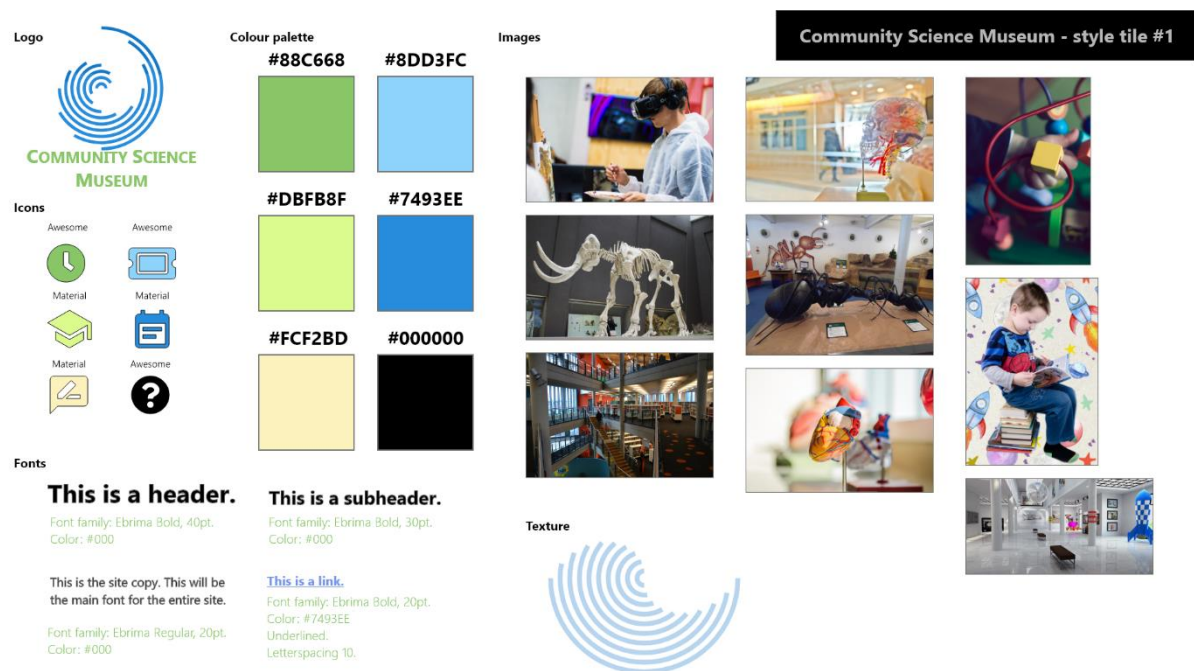 Logo
COMMUNITY SCIENCE
MUSEUM
Icons
Awesome
Awesome
Material
Material
Material
Awesome
?
Colour palette
#88C668
#8DD3FC
#DBFB8F
#7493EE
#FCF2BD
#000000
Images
Community Science Museum - style tile #1
Fonts
This is a header.
Font family: Ebrima Bold, 40pt.
Color: #000
This is a subheader.
Font family: Ebrima Bold, 30pt.
Color: #000
This is the site copy. This will be
the main font for the entire site.
Font family: Ebrima Regular, 20pt.
Color: #000
This is a link.
Font family: Ebrima Bold, 20pt.
Color: #7493EE
Underlined.
Letterspacing 10.
Texture